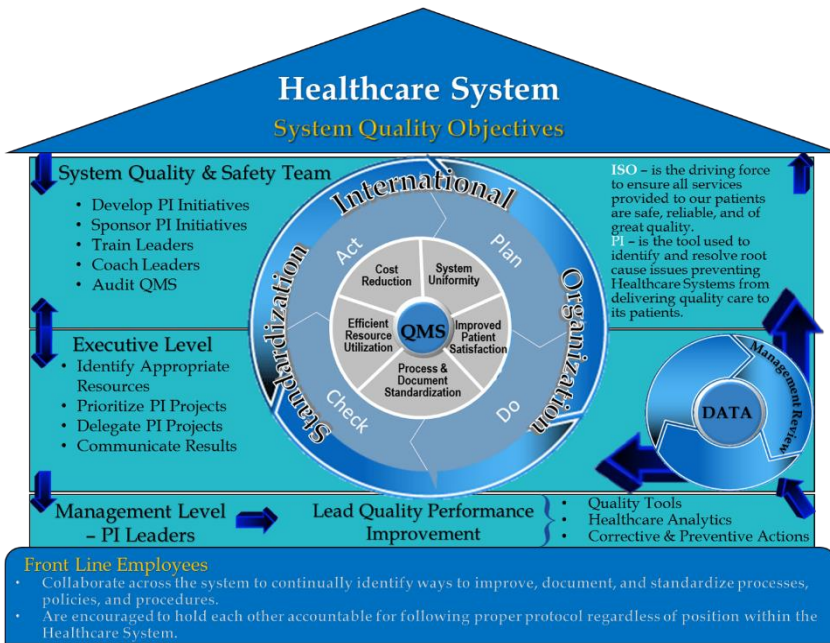 Healthcare System
System Quality Objectives
System Quality & Safety Team
• Develop PI Initiatives
• Sponsor PI Initiatives
• Train Leaders
• Coach Leaders
• Audit QMS
International
Organization
Standardization
Act
Plan
Do
Check
Cost
Reduction
System
Uniformity
Efficient
Resource
Utilization
QMS
Improved
Patient
Satisfaction
Process &
Document
Standardization
ISO – is the driving force
to ensure all services
provided to our patients
are safe, reliable, and of
great quality.
PI – is the tool used to
identify and resolve root
cause issues preventing
Healthcare Systems from
delivering quality care to
its patients.
Executive Level
• Identify Appropriate
Resources
• Prioritize PI Projects
• Delegate PI Projects
• Communicate Results
Management Review
DATA
Management Level
– PI Leaders
Lead Quality Performance
Improvement
• Quality Tools
• Healthcare Analytics
• Corrective & Preventive Actions
Front Line Employees
• Collaborate across the system to continually identify ways to improve, document, and standardize processes,
policies, and procedures.
• Are encouraged to hold each other accountable for following proper protocol regardless of position within the
Healthcare System.